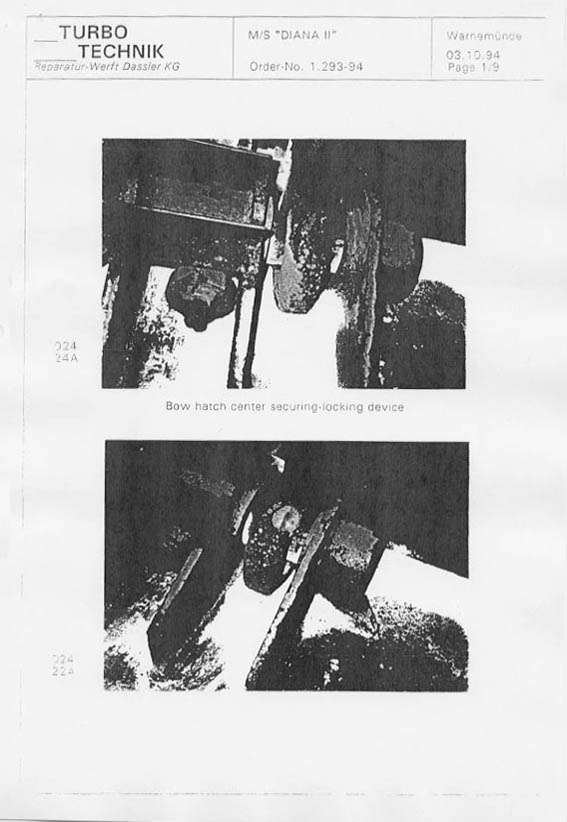 TURBO
TECHNIK
Reparatur-Werft Dassler KG
M/S "DIANA II"
Order-No. 1.293-94
Warnemünde
03.10.94
Page 1/9
024
24A
Bow hatch center securing-locking device
024
22A